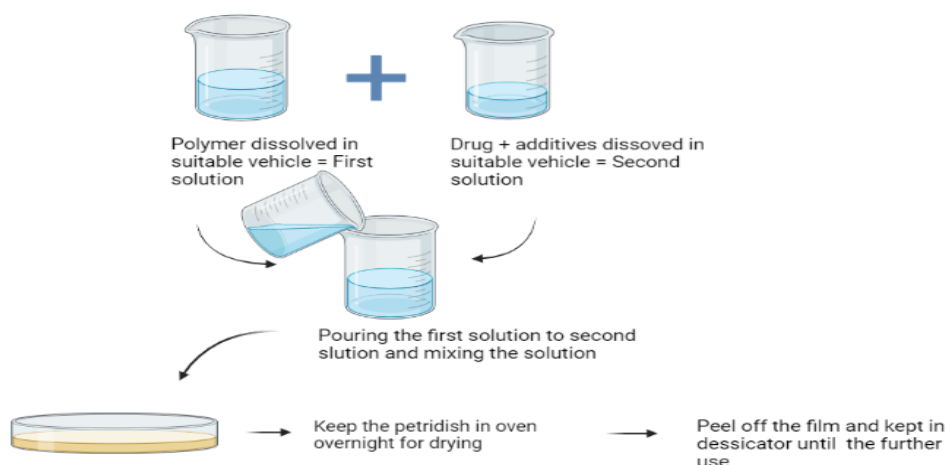 Polymer dissolved in
suitable vehicle = First
solution
Drug + additives dissoved in
suitable vehicle = Second
solution
Pouring the first solution to second
slution and mixing the solution
Keep the petridish in oven
overnight for drying
Peel off the film and kept in
dessicator until the further
use